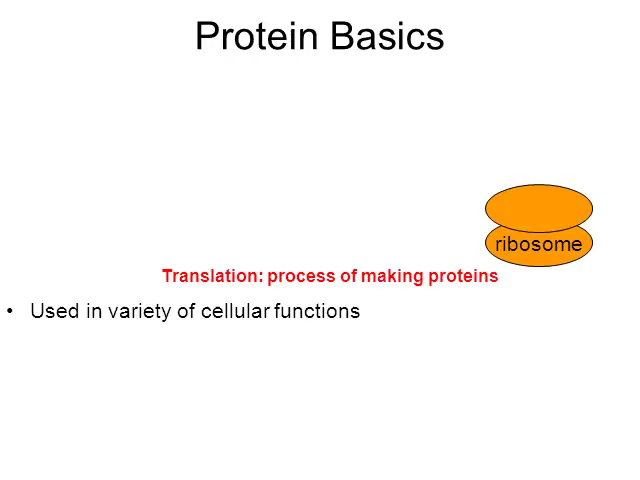 Protein Basics
ribosome
Translation: process of making proteins
• Used in variety of cellular functions